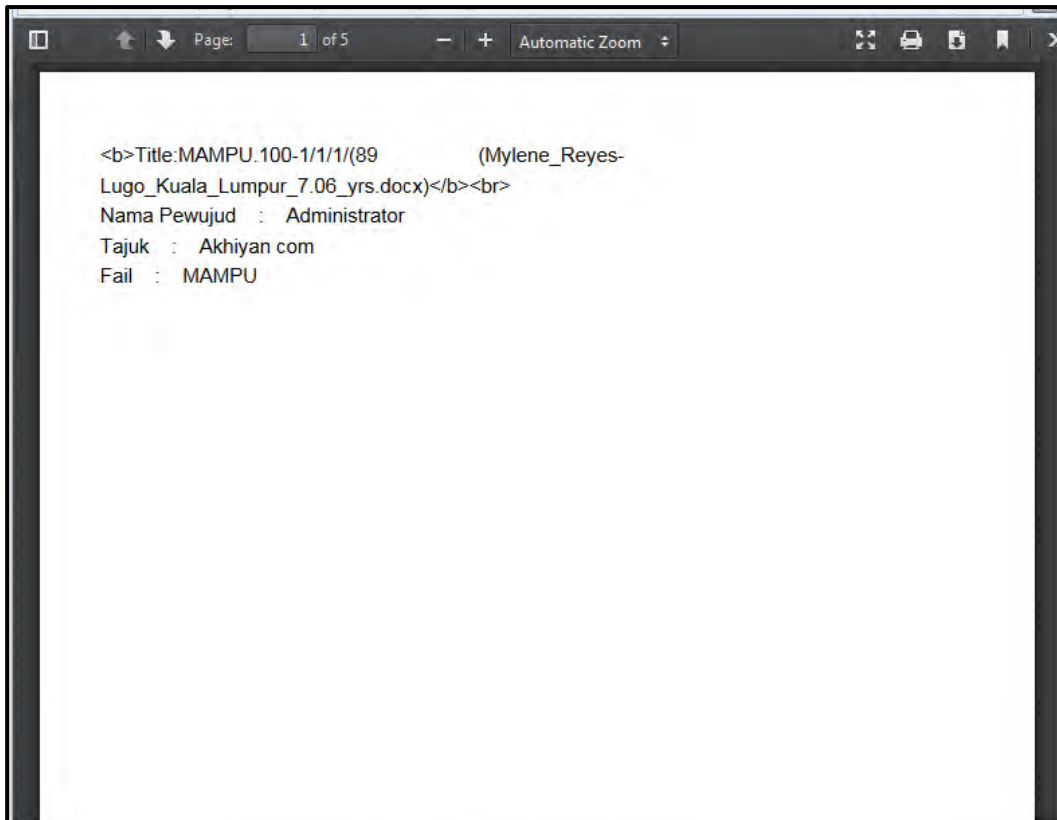 Page: 1 of 5 Automatic Zoom
<b>Title:MAMPU.100-1/1/1/(89 (Mylene_Reyes-
Lugo_Kuala_Lumpur_7.06_yrs.docx)</b><br>
Nama Pewujud : Administrator
Tajuk : Akhiyan com
Fail : MAMPU